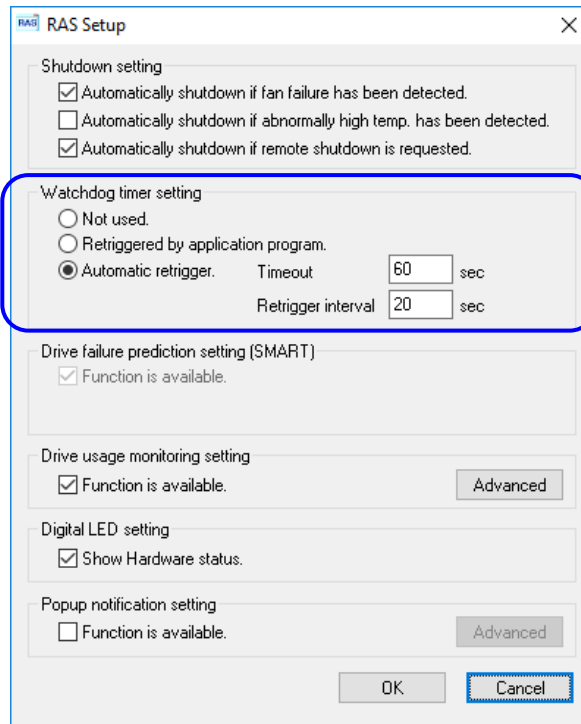 RAS RAS Setup
Shutdown setting
Automatically shutdown if fan failure has been detected.
Automatically shutdown if abnormally high temp. has been detected.
Automatically shutdown if remote shutdown is requested.
Watchdog timer setting
Not used.
Retriggered by application program.
Automatic retrigger. Timeout 60 sec
Retrigger interval 20 sec
Drive failure prediction setting (SMART)
Function is available.
Drive usage monitoring setting
Function is available. Advanced
Digital LED setting
Show Hardware status.
Popup notification setting
Function is available. Advanced
OK Cancel